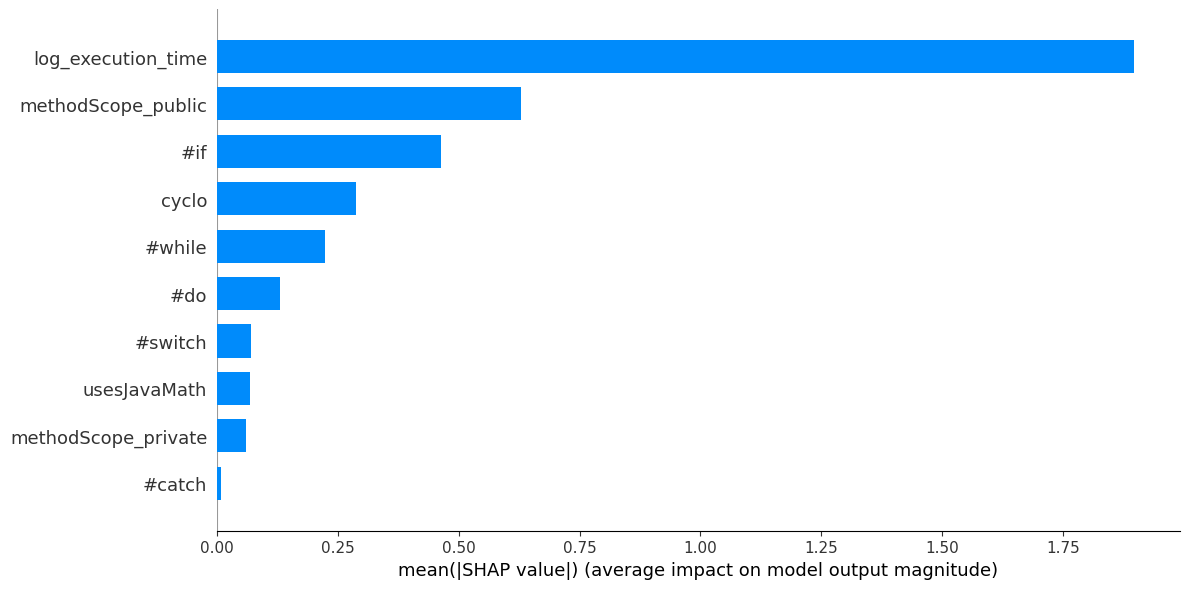 log_execution_time
methodScope_public
#if
cyclo
#while
#do
#switch
usesJavaMath
methodScope_private
#catch
0.00 0.25 0.50 0.75 1.00 1.25 1.50 1.75
mean(|SHAP value|) (average impact on model output magnitude)